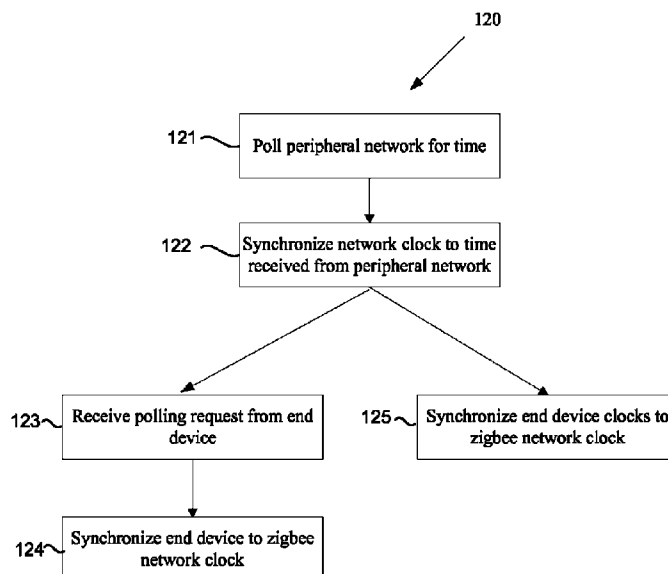 120
121
Poll peripheral network for time
122
Synchronize network clock to time
received from peripheral network
123
Receive polling request from end
device
125
Synchronize end device clocks to
zigbee network clock
124
Synchronize end device to zigbee
network clock